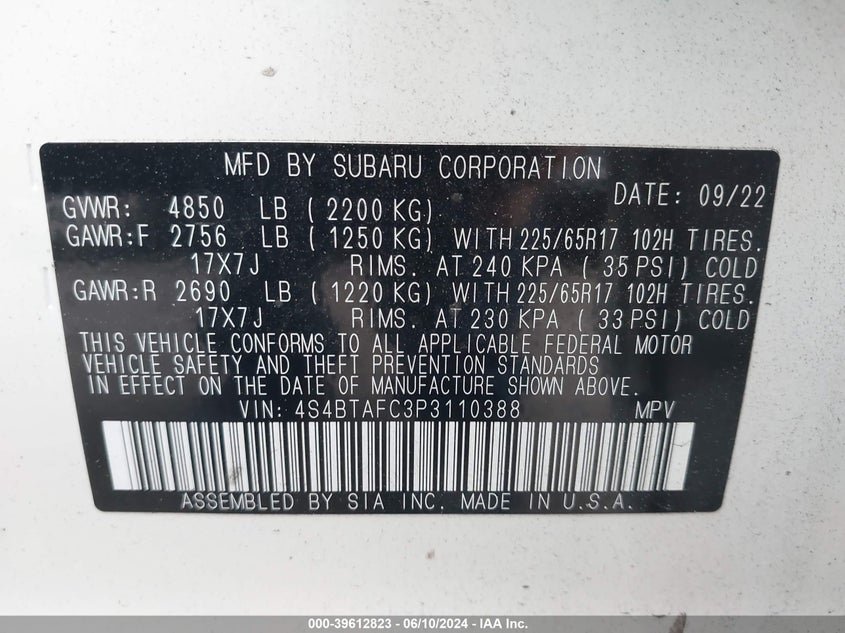 MFD BY SUBARU CORPORATION
DATE: 09/22
GVWR: 4850 LB ( 2200 KG)
GAWR:F 2756 LB ( 1250 KG) WITH 225/65R17 102H TIRES.
17X7J RIMS. AT 240 KPA ( 35 PSI) COLD
GAWR:R 2690 LB ( 1220 KG) WITH 225/65R17 102H TIRES.
17X7J RIMS. AT 230 KPA ( 33 PSI) COLD
THIS VEHICLE CONFORMS TO ALL APPLICABLE FEDERAL MOTOR
VEHICLE SAFETY AND THEFT PREVENTION STANDARDS
IN EFFECT ON THE DATE OF MANUFACTURE SHOWN ABOVE.
VIN: 4S4BTAFC3P3110388 MPV
ASSEMBLED BY SIA INC. MADE IN U.S.A.
000-39612823 - 06/10/2024 - IAA Inc.